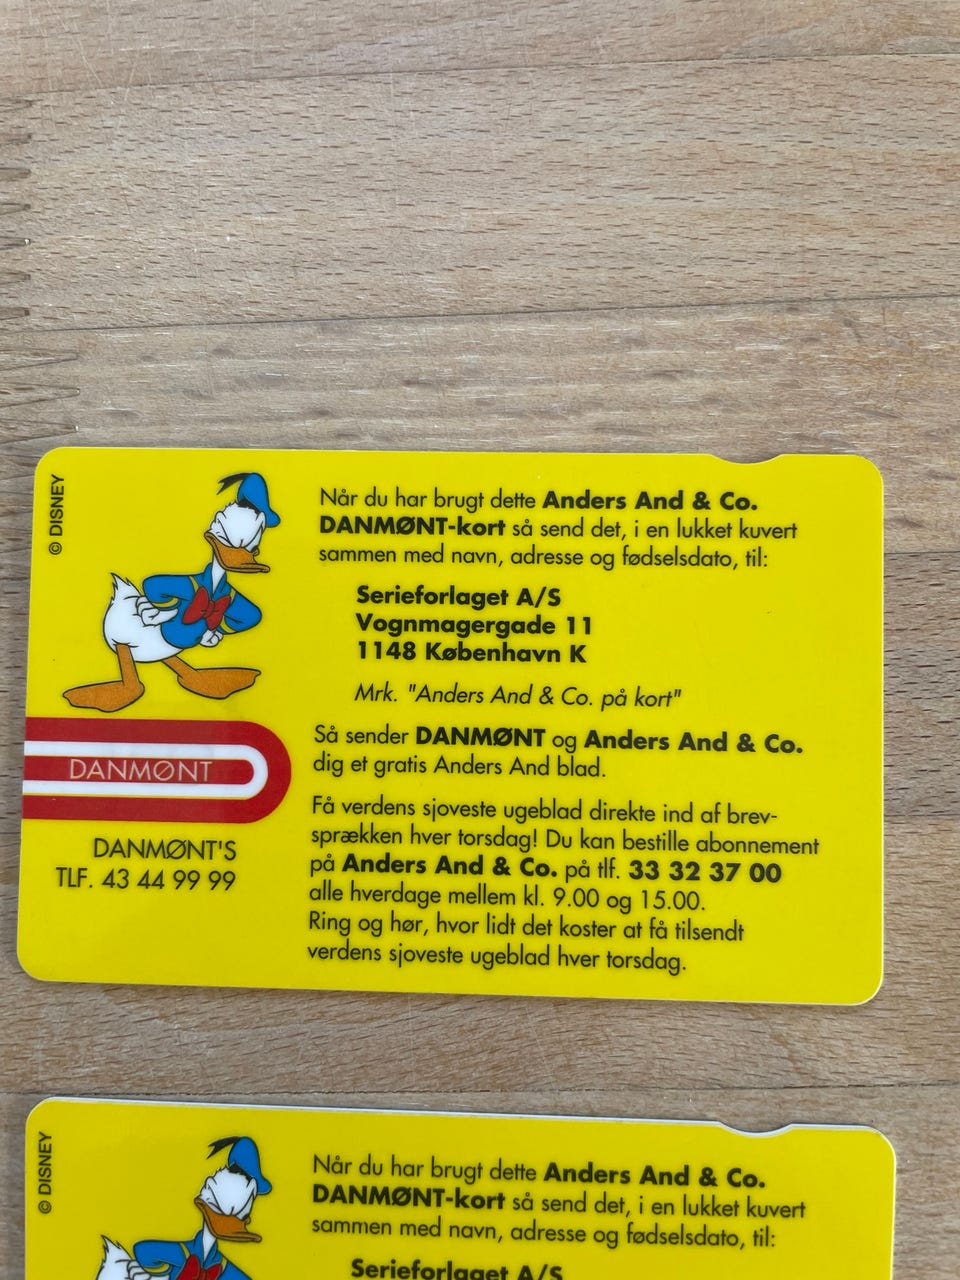 © DISNEY
Når du har brugt dette Anders And & Co.
DANMØNT-kort så send det, i en lukket kuvert
sammen med navn, adresse og fødselsdato, til:
Serieforlaget A/S
Vognmagergade 11
1148 København K
Mrk. "Anders And & Co. på kort"
Så sender DANMØNT og Anders And & Co.
dig et gratis Anders And blad.
Få verdens sjoveste ugeblad direkte ind af brev-
sprækken hver torsdag! Du kan bestille abonnement
på Anders And & Co. på tlf. 33 32 37 00
alle hverdage mellem kl. 9.00 og 15.00.
Ring og hør, hvor lidt det koster at få tilsendt
verdens sjoveste ugeblad hver torsdag.
DANMØNT
DANMØNT'S
TLF. 43 44 99 99
© DISNEY
Når du har brugt dette Anders And & Co.
DANMØNT-kort så send det, i en lukket kuvert
sammen med navn, adresse og fødselsdato, til:
Serieforlaget A/S